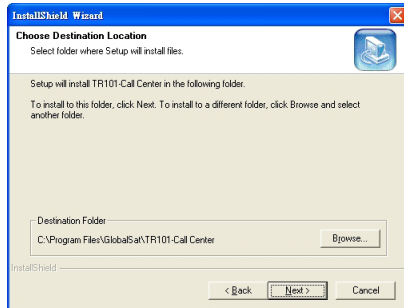 InstallShield Wizard
Choose Destination Location
Select folder where Setup will install files.
Setup will install TR101-Call Center in the following folder.
To install to this folder, click Next. To install to a different folder, click Browse and select
another folder.
Destination Folder
C:\Program Files\GlobalSat\TR101-Call Center
Browse...
InstallShield
< Back
Next >
Cancel